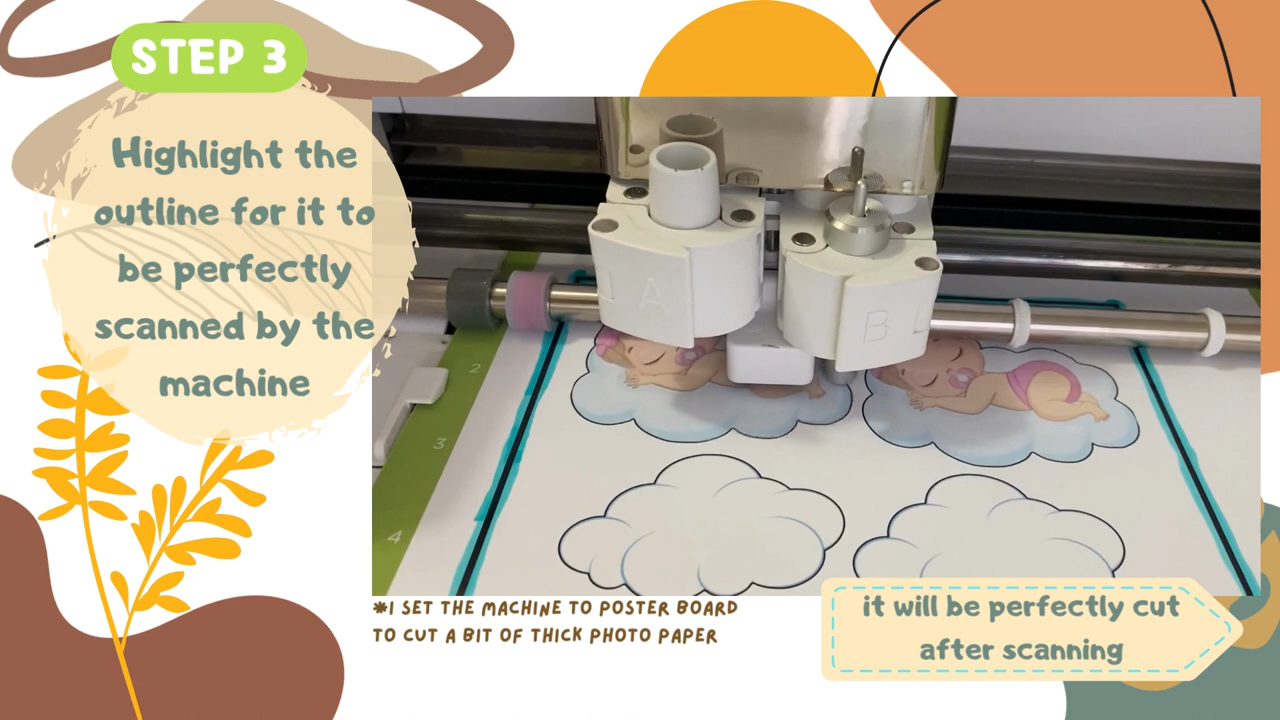 STEP 3
Highlight the
outline for it to
be perfectly
scanned by the
machine
A
B
2
3
4
*I SET THE MACHINE TO POSTER BOARD
TO CUT A BIT OF THICK PHOTO PAPER
it will be perfectly cut
after scanning